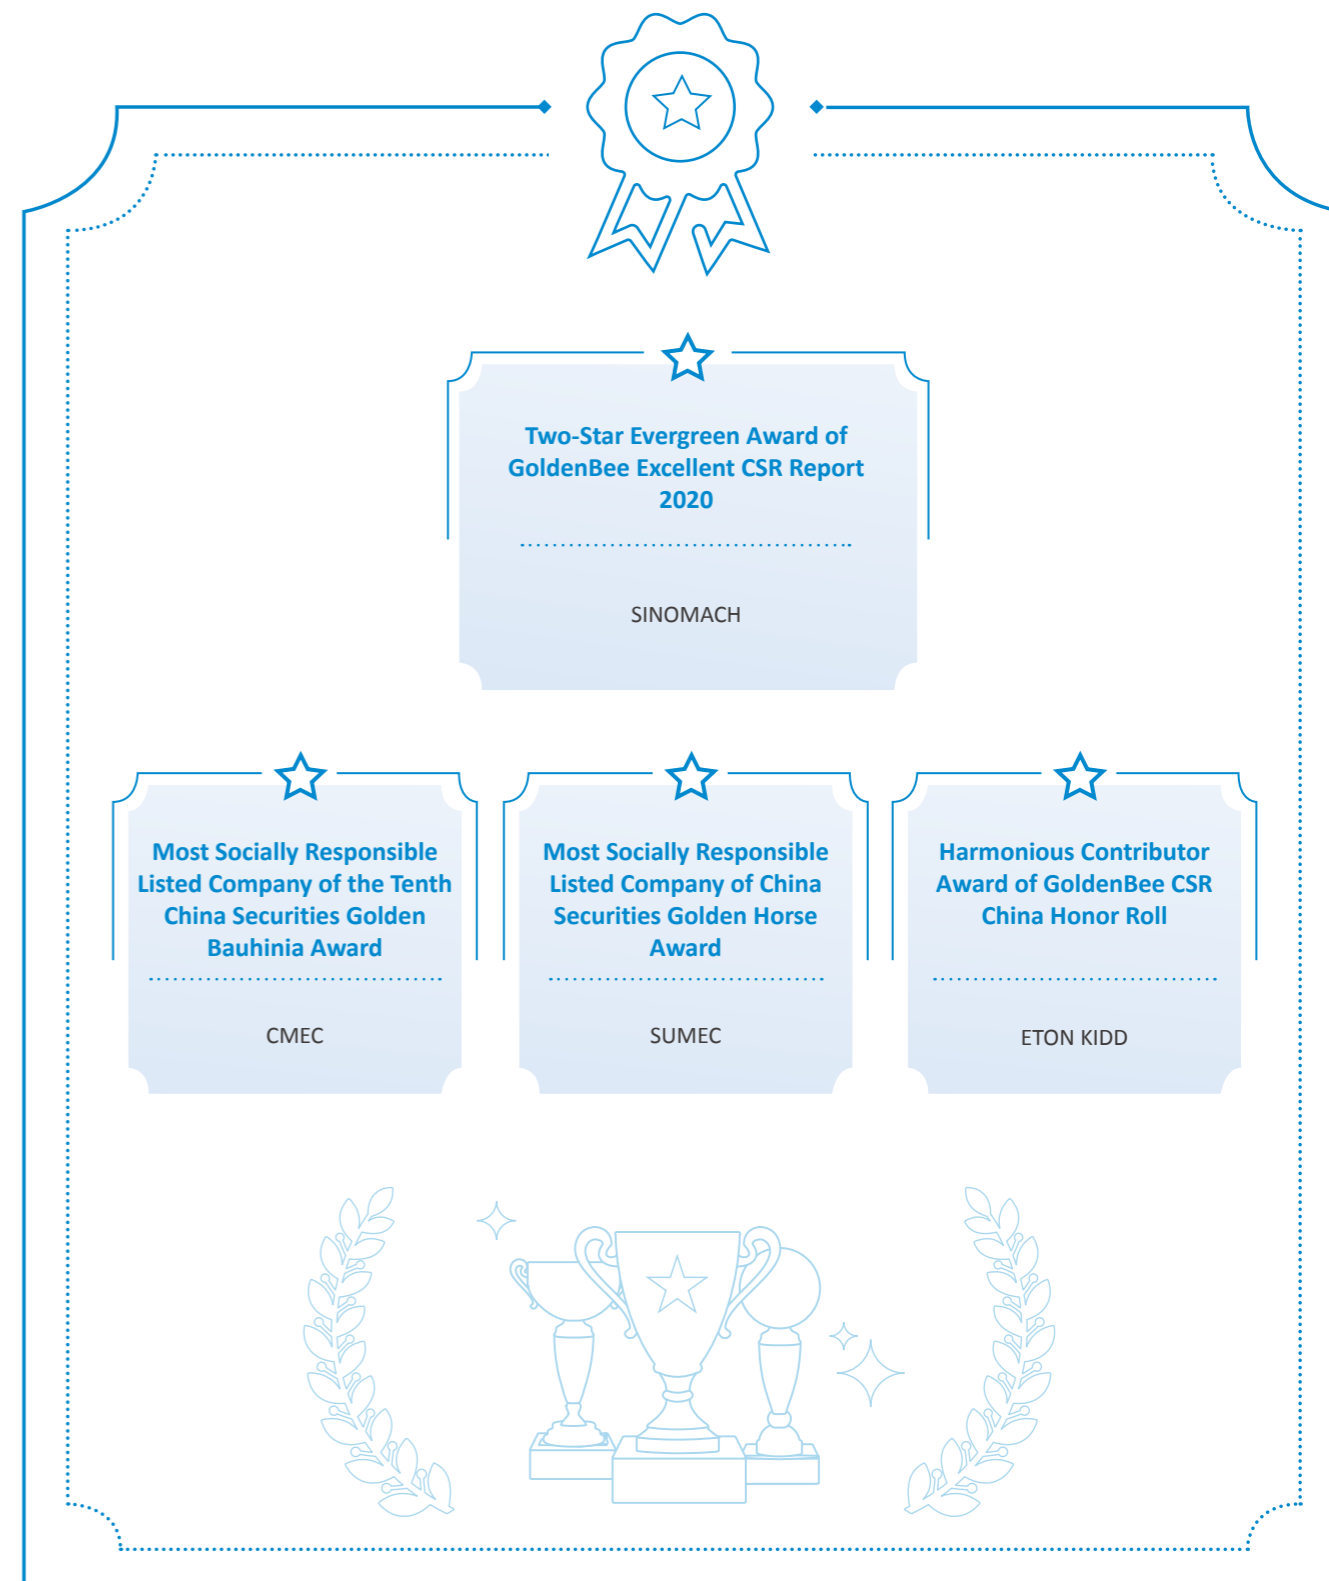 Two-Star Evergreen Award of
GoldenBee Excellent CSR Report
2020
SINOMACH
Most Socially Responsible
Listed Company of the Tenth
China Securities Golden
Bauhinia Award
CMEC
Most Socially Responsible
Listed Company of China
Securities Golden Horse
Award
SUMEC
Harmonious Contributor
Award of GoldenBee CSR
China Honor Roll
ETON KIDD